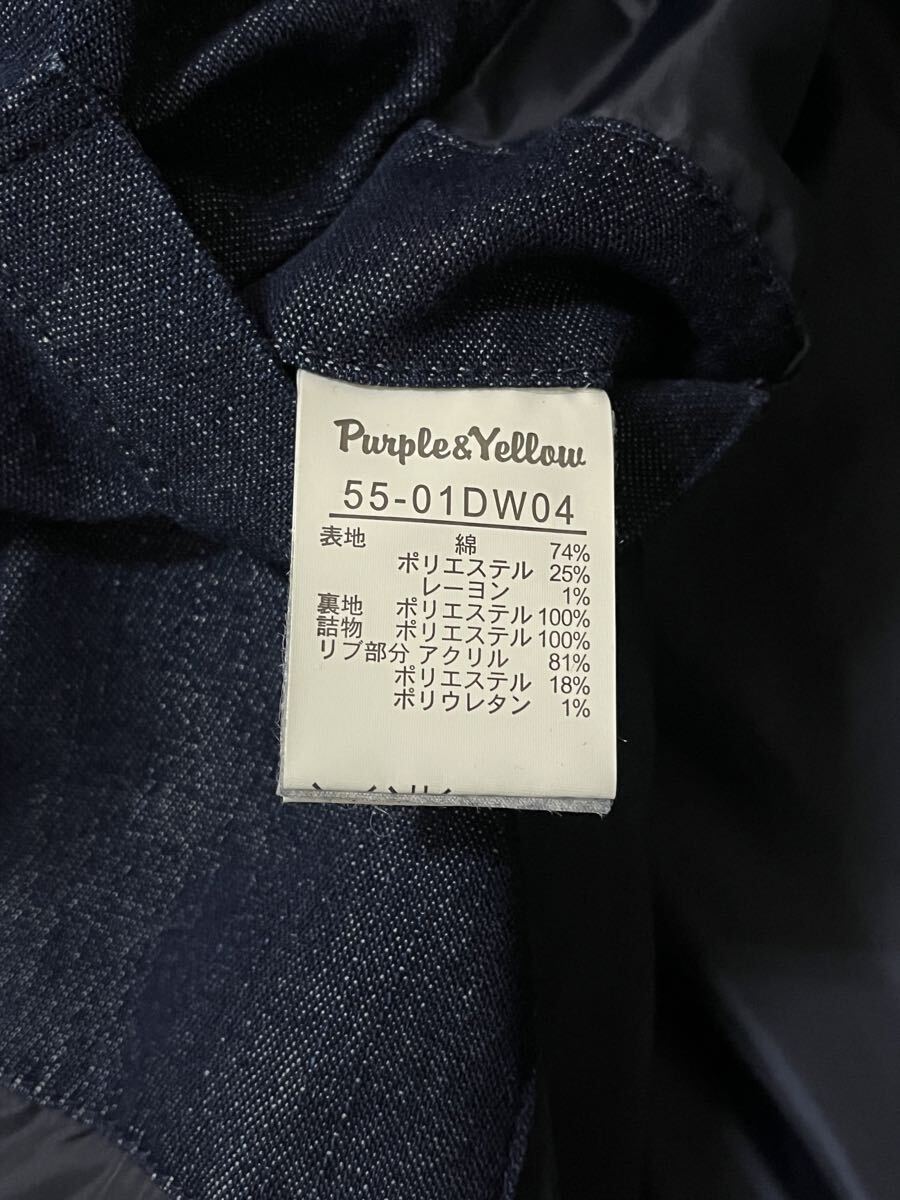 Purple&Yellow
55-01DW04
表地 綿 74%
ポリエステル 25%
レーヨン 1%
裏地 ポリエステル 100%
詰物 ポリエステル 100%
リブ部分 アクリル 81%
ポリエステル 18%
ポリウレタン 1%